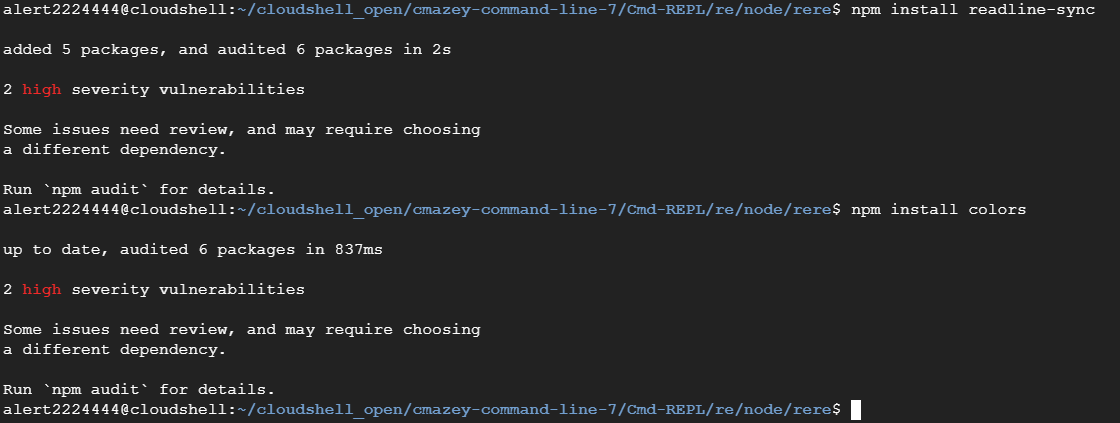 alert2224444@cloudshell:~/cloudshell_open/cmazey-command-line-7/Cmd-REPL/re/node/rere$ npm install readline-sync
added 5 packages, and audited 6 packages in 2s
2 high severity vulnerabilities
Some issues need review, and may require choosing
a different dependency.
Run `npm audit` for details.
alert2224444@cloudshell:~/cloudshell_open/cmazey-command-line-7/Cmd-REPL/re/node/rere$ npm install colors
up to date, audited 6 packages in 837ms
2 high severity vulnerabilities
Some issues need review, and may require choosing
a different dependency.
Run `npm audit` for details.
alert2224444@cloudshell:~/cloudshell_open/cmazey-command-line-7/Cmd-REPL/re/node/rere$